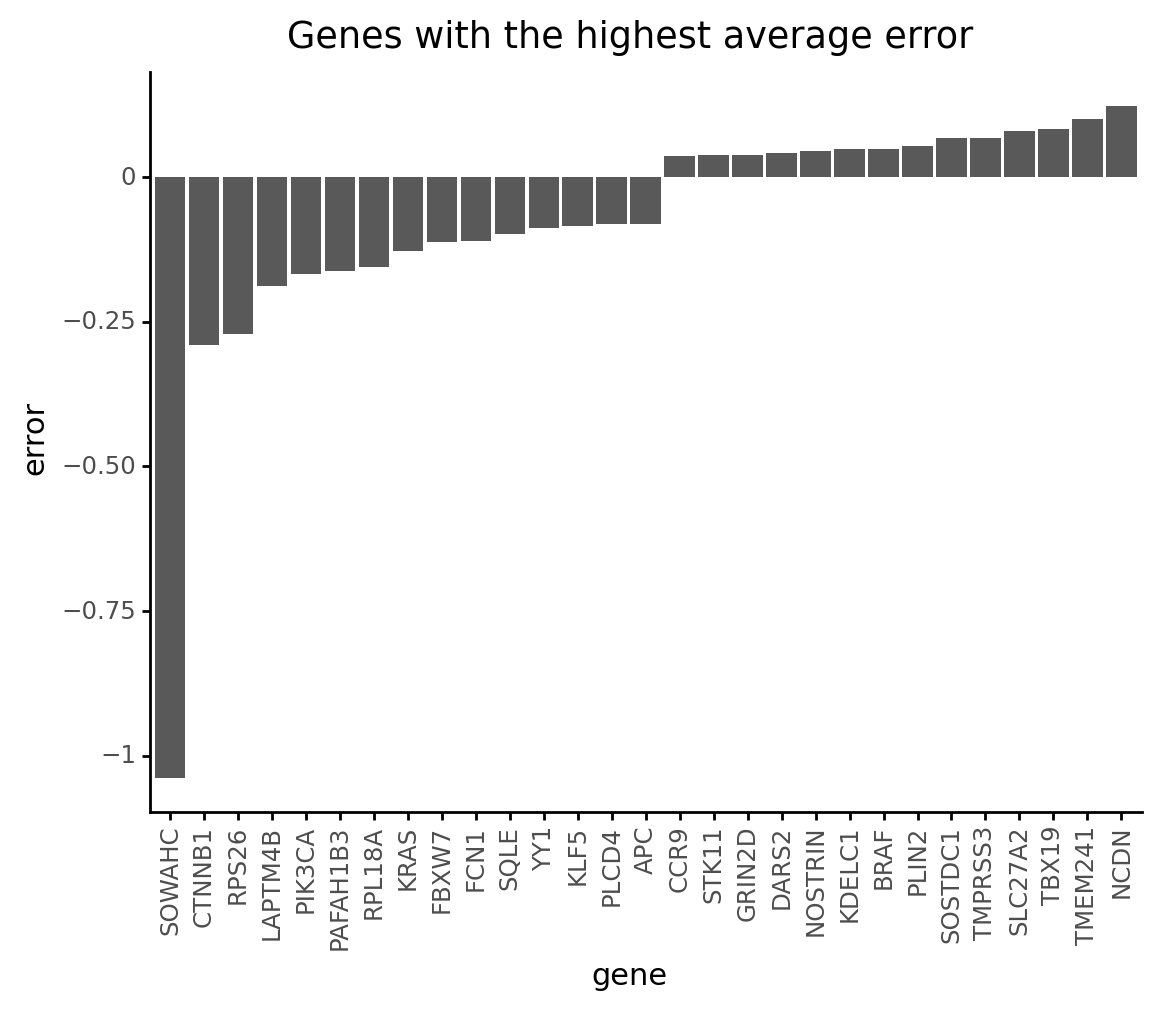 Genes with the highest average error
error
0
−0.25
−0.50
−0.75
−1
SOWAHC
CTNNB1
RPS26
LAPTM4B
PIK3CA
PAFAH1B3
RPL18A
KRAS
FBXW7
FCN1
SQLE
YY1
KLF5
PLCD4
APC
CCR9
STK11
GRIN2D
DARS2
NOSTRIN
KDELC1
BRAF
PLIN2
SOSTDC1
TMPRSS3
SLC27A2
TBX19
TMEM241
NCDN
gene